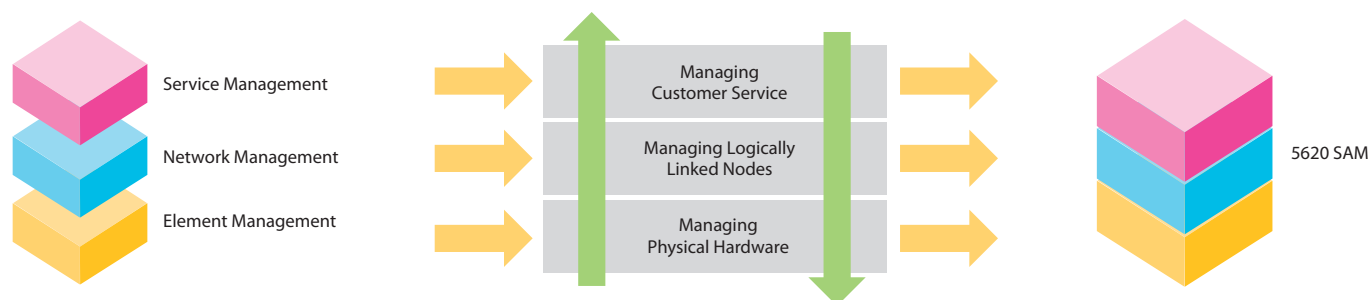 Service Management
Network Management
Element Management
Managing
Customer Service
Managing Logically
Linked Nodes
Managing
Physical Hardware
5620 SAM